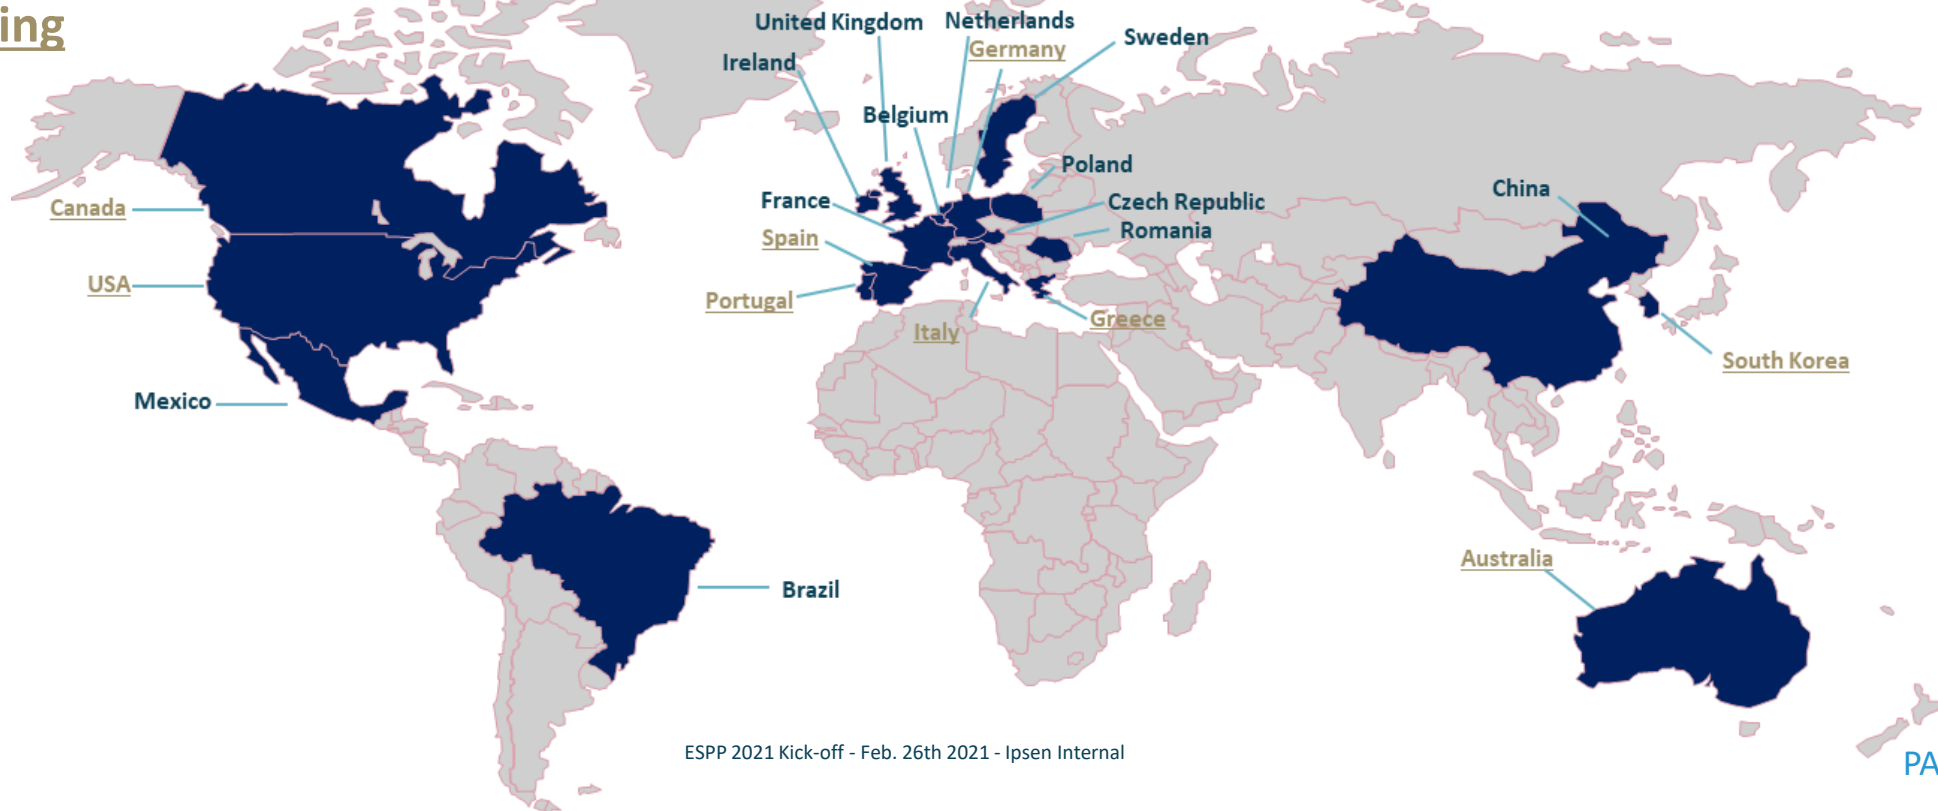 ing
United Kingdom
Netherlands
Germany
Sweden
Ireland
Belgium
Poland
China
France
Czech Republic
Canada
Romania
Spain
USA
Portugal
Greece
Italy
South Korea
Mexico
Australia
Brazil
ESPP 2021 Kick-off - Feb. 26th 2021 - Ipsen Internal
PA